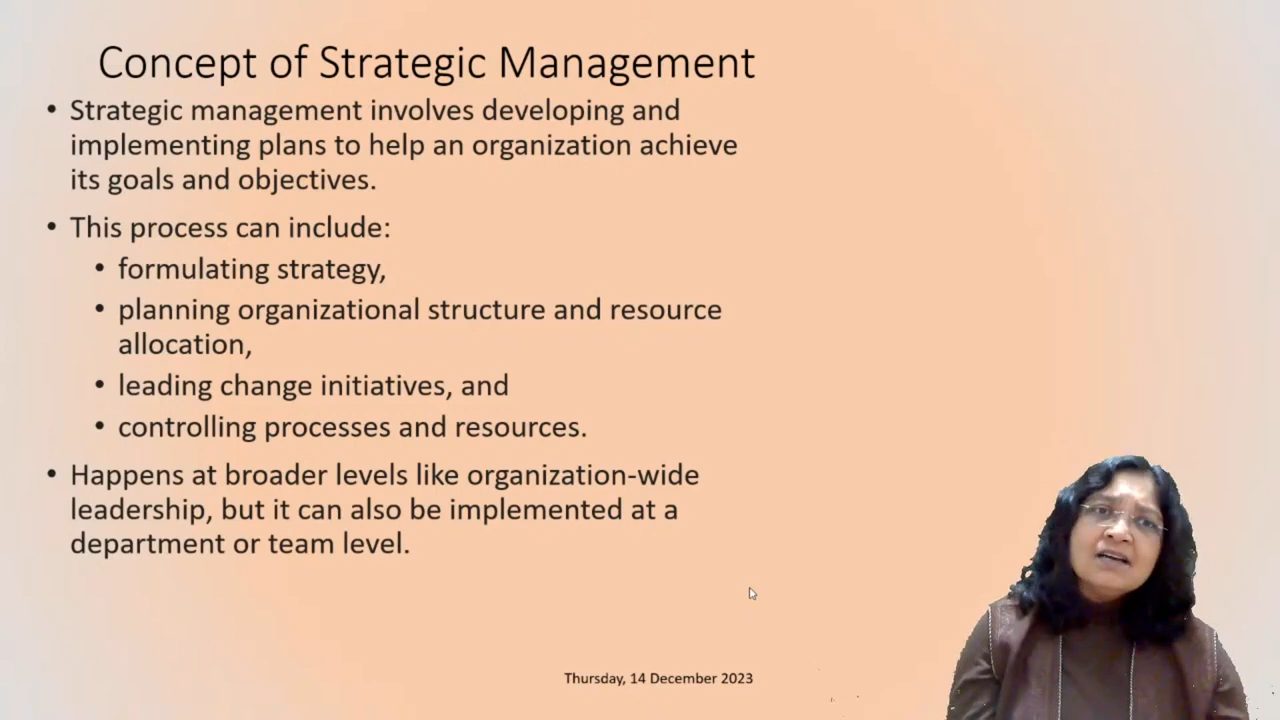 Concept of Strategic Management
• Strategic management involves developing and
implementing plans to help an organization achieve
its goals and objectives.
• This process can include:
• formulating strategy,
• planning organizational structure and resource
allocation,
• leading change initiatives, and
• controlling processes and resources.
• Happens at broader levels like organization-wide
leadership, but it can also be implemented at a
department or team level.
Thursday, 14 December 2023